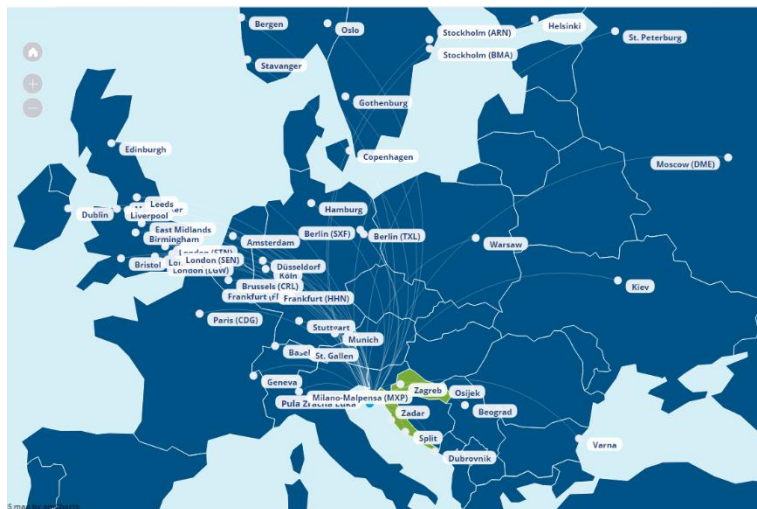 Bergen
Oslo
Stockholm (ARN)
Helsinki
Stockholm (BMA)
St. Peterburg
Stavanger
Gothenburg
Edinburgh
Copenhagen
Moscow (DME)
Leeds
Hamburg
Dublin
Liverpool
East Midlands
Birmingham
Amsterdam
Berlin (SXF)
Berlin (TXL)
Warsaw
Bristol
London (SEN)
London (LGW)
Düsseldorf
Köln
Brussels (CRL)
Kiev
Frankfurt (HHN)
Paris (CDG)
Stuttgart
Munich
Basel
St. Gallen
Geneva
Zagreb
Osijek
Milano-Malpensa (MXP)
Pula Zračna Luka
Zadar
Beograd
Split
Varna
Dubrovnik